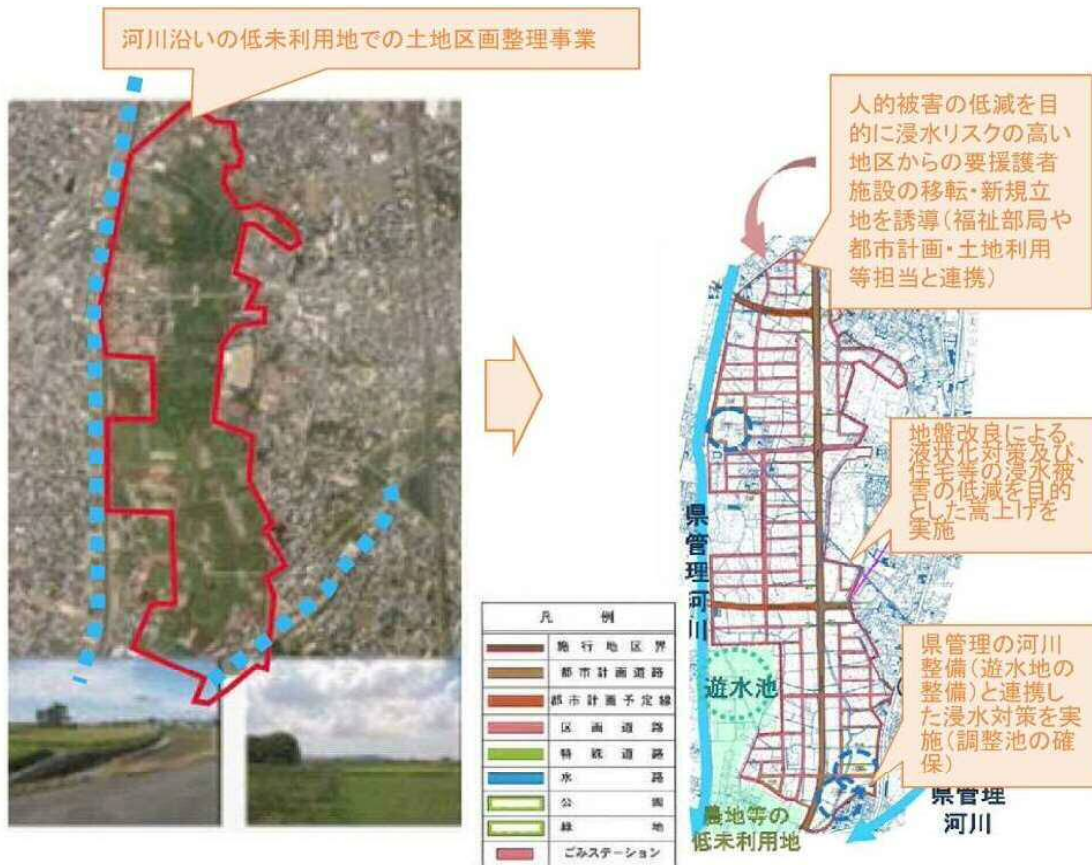 河川沿いの低未利用地での土地区画整理事業
人的被害の低減を目
的に浸水リスクの高い
地区からの要援護者
施設の移転・新規立
地を誘導(福祉部局や
都市計画・土地利用
等担当と連携)
地盤改良による
液状化対策及び、
住宅等の浸水被
害の低減を目的
とした嵩上げを
実施
県管理河川
県管理の河川
整備(遊水地の
整備)と連携し
た浸水対策を実
施(調整池の確
保)
遊水池
農地等の
低未利用地
県管理
河川
凡例
施行地区界
都市計画道路
都市計画予定線
区画道路
特殊道路
水路
公園
緑地
ごみステーション